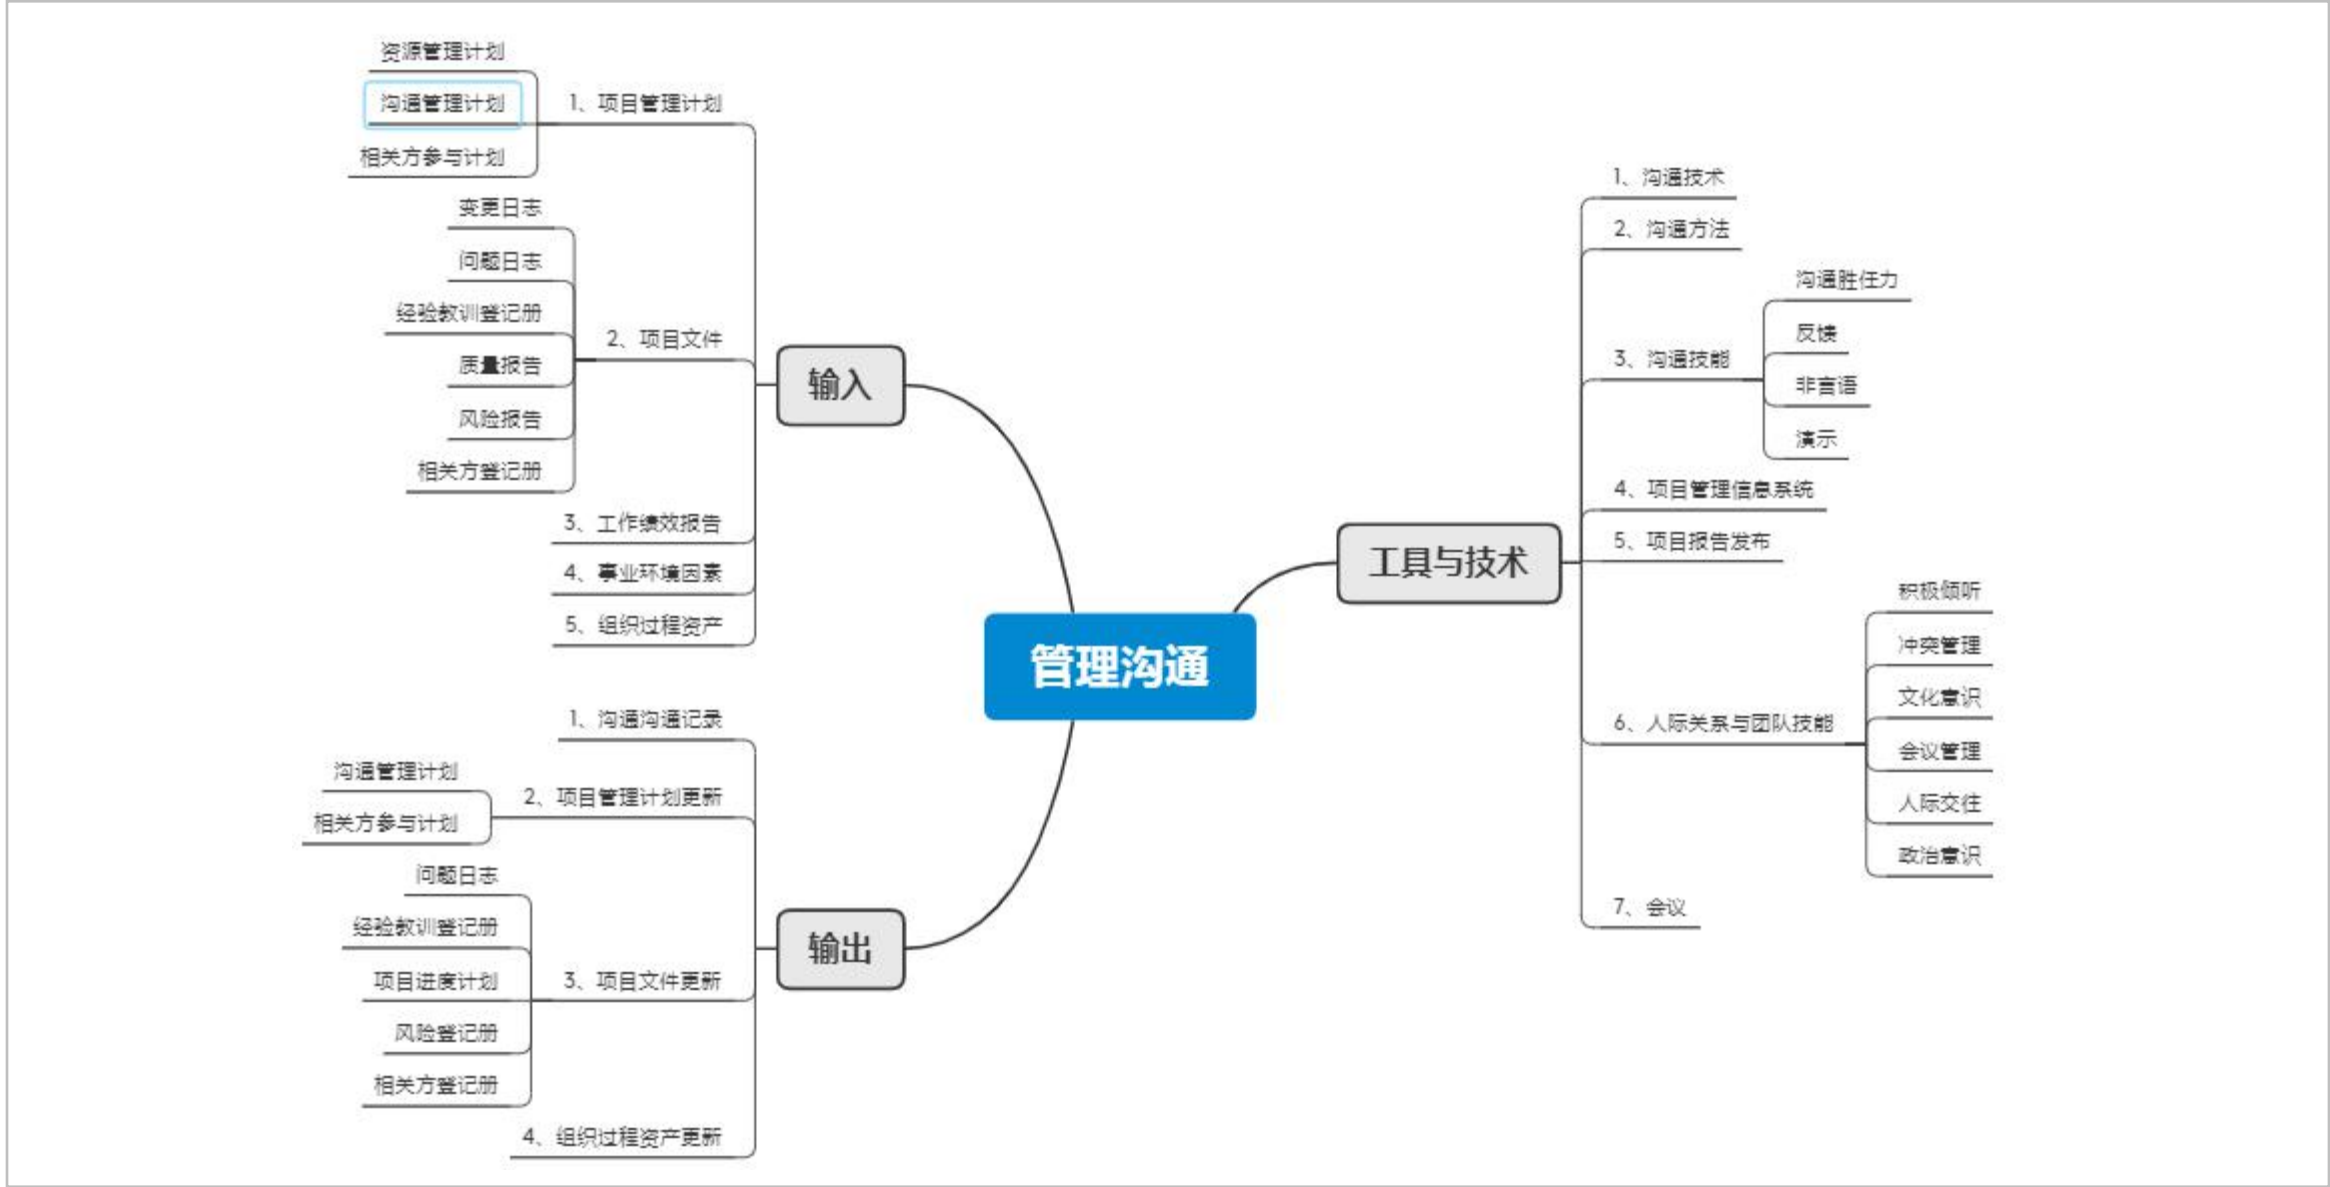 管理沟通
输入
1、项目管理计划
资源管理计划
沟通管理计划
相关方参与计划
2、项目文件
变更日志
问题日志
经验教训登记册
质量报告
风险报告
相关方登记册
3、工作绩效报告
4、事业环境因素
5、组织过程资产
输出
1、沟通沟通记录
2、项目管理计划更新
沟通管理计划
相关方参与计划
3、项目文件更新
问题日志
经验教训登记册
项目进度计划
风险登记册
相关方登记册
4、组织过程资产更新
工具与技术
1、沟通技术
2、沟通方法
3、沟通技能
沟通胜任力
反馈
非言语
演示
4、项目管理信息系统
5、项目报告发布
6、人际关系与团队技能
积极倾听
冲突管理
文化意识
会议管理
人际交往
政治意识
7、会议